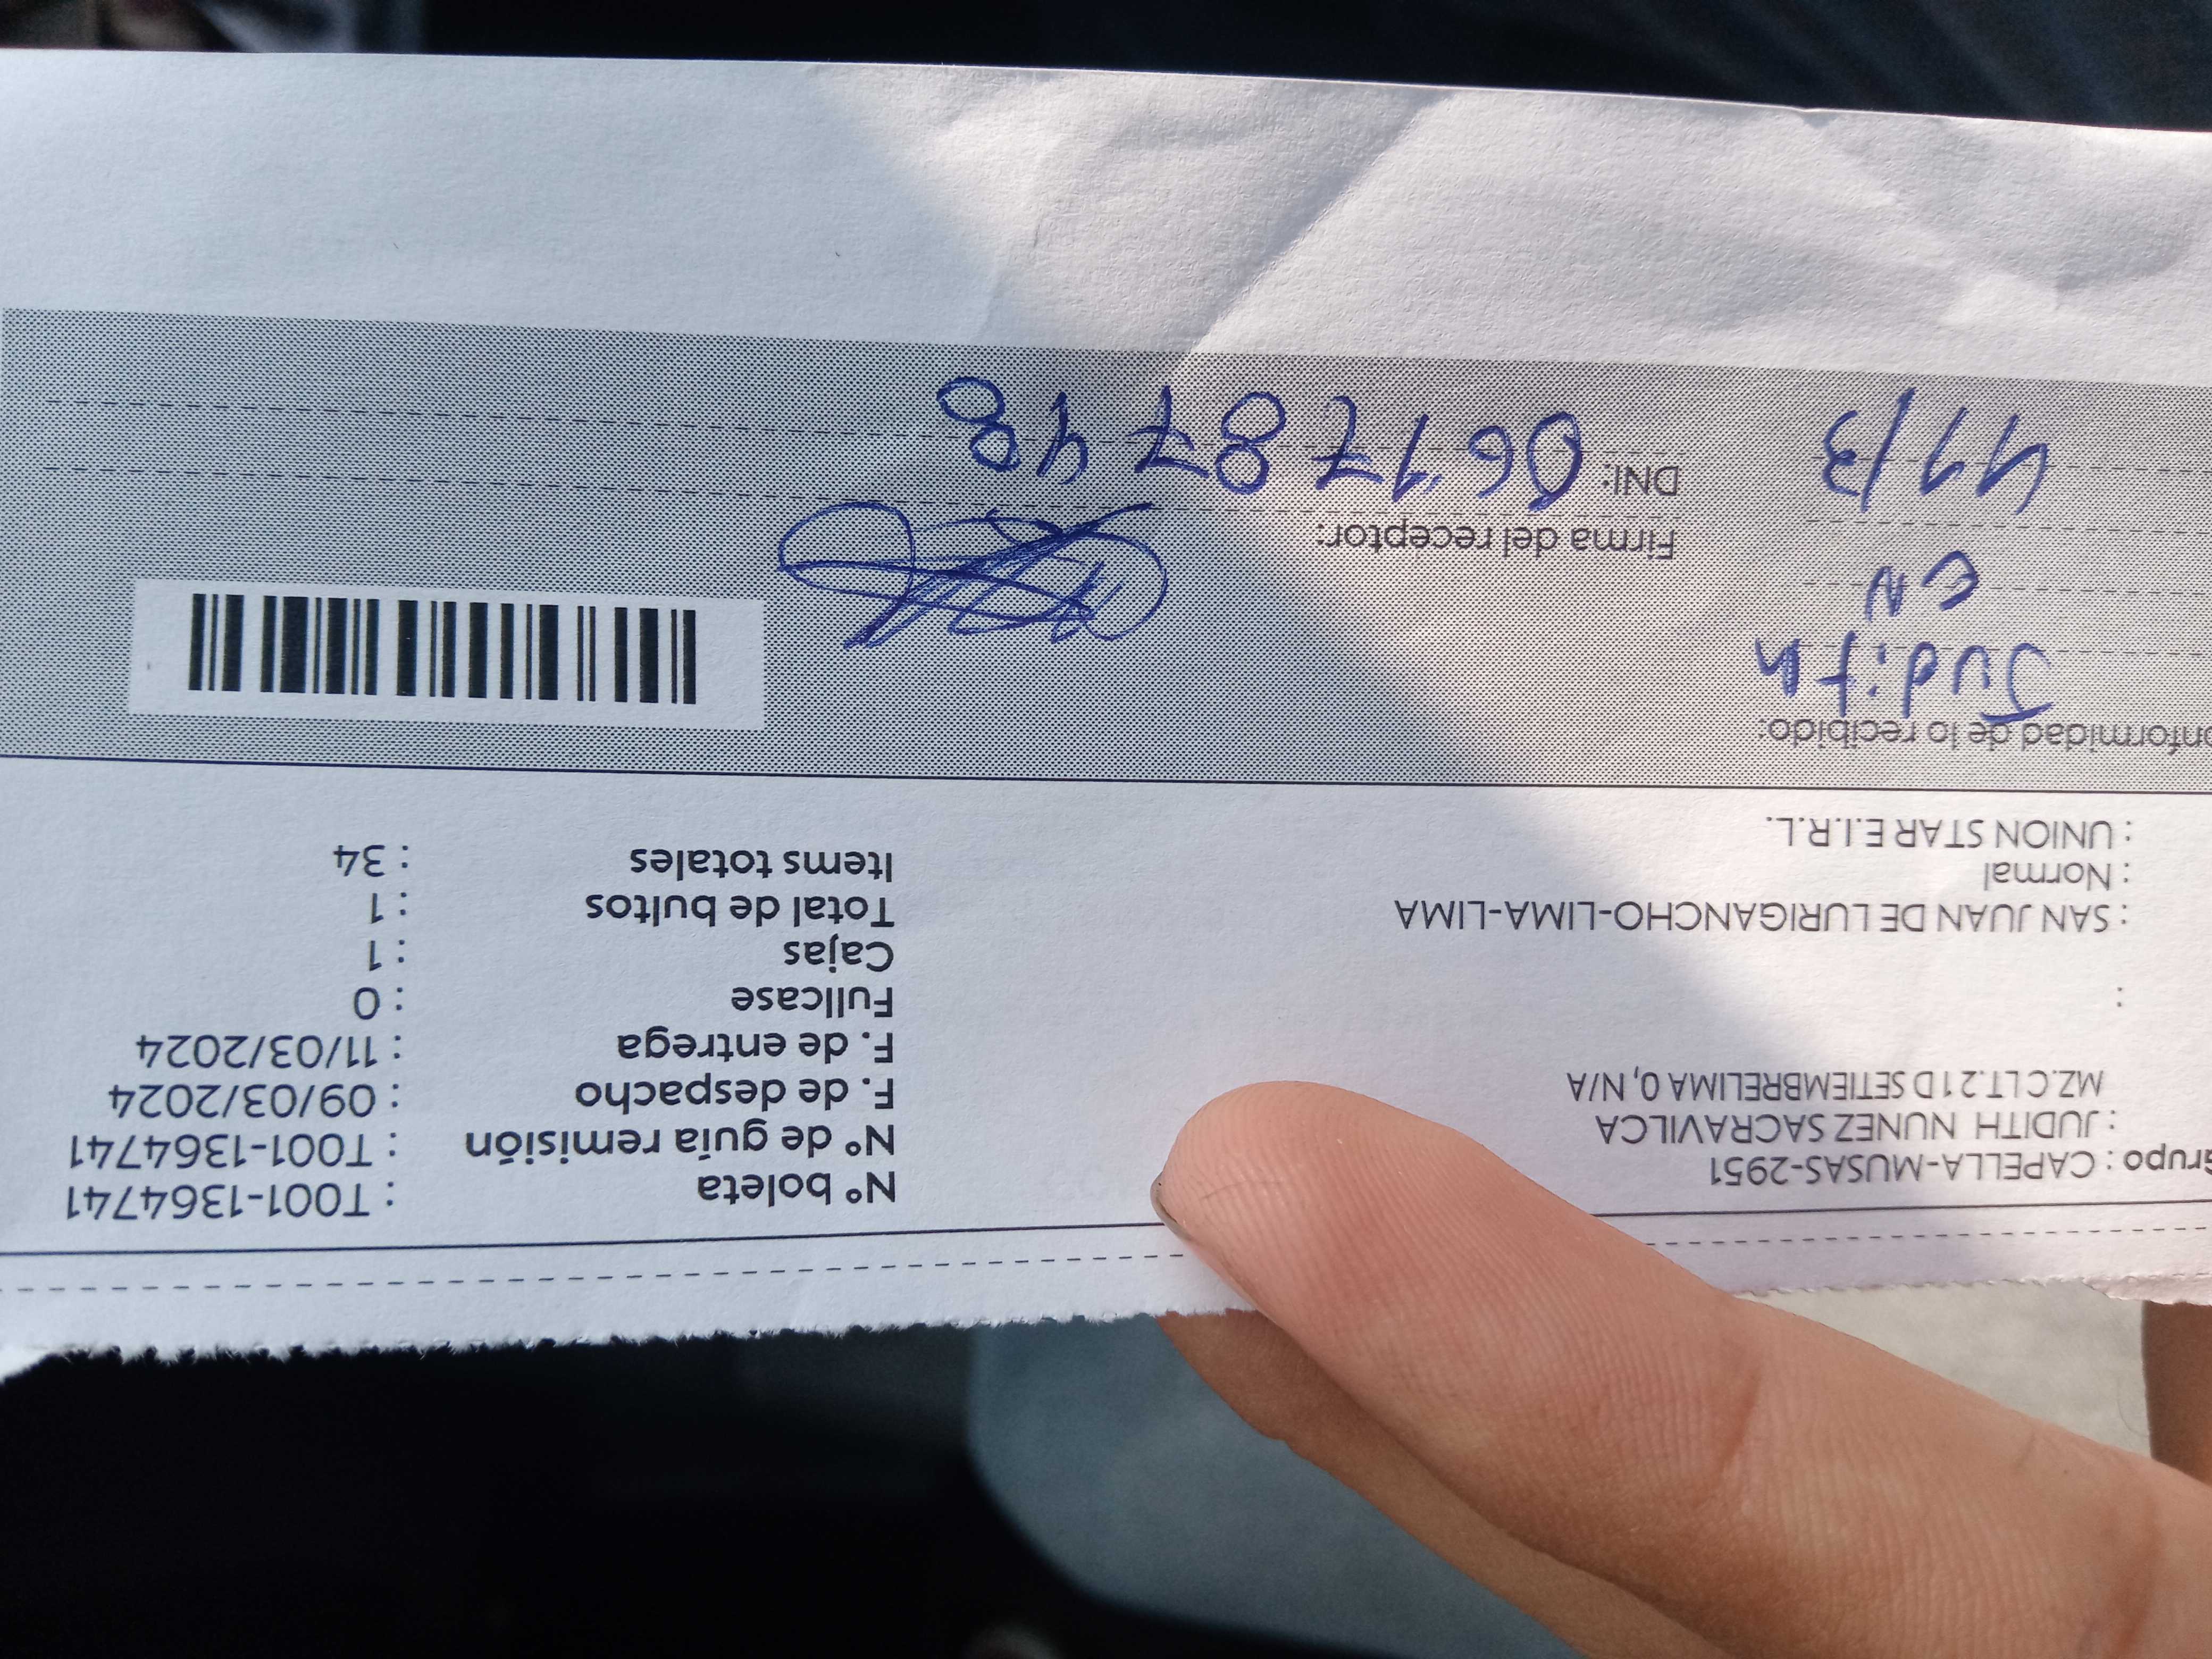 Grupo : CAPELLA-MUSAS-2951
: JUDITH NUNEZ SACRAVILCA
MZ.C LT.21 D SETIEMBRELIMA 0, N/A
:
: SAN JUAN DE LURIGANCHO-LIMA-LIMA
: Normal
: UNION STAR E.I.R.L.
N° boleta : T001-1364741
N° de guía remisión : T001-1364741
F. de despacho : 09/03/2024
F. de entrega : 11/03/2024
Fullcase : 0
Cajas : 1
Total de bultos : 1
Items totales : 34
onformidad de lo recibido:
Judith
EN
11/3
Firma del receptor:
DNI: 06178748